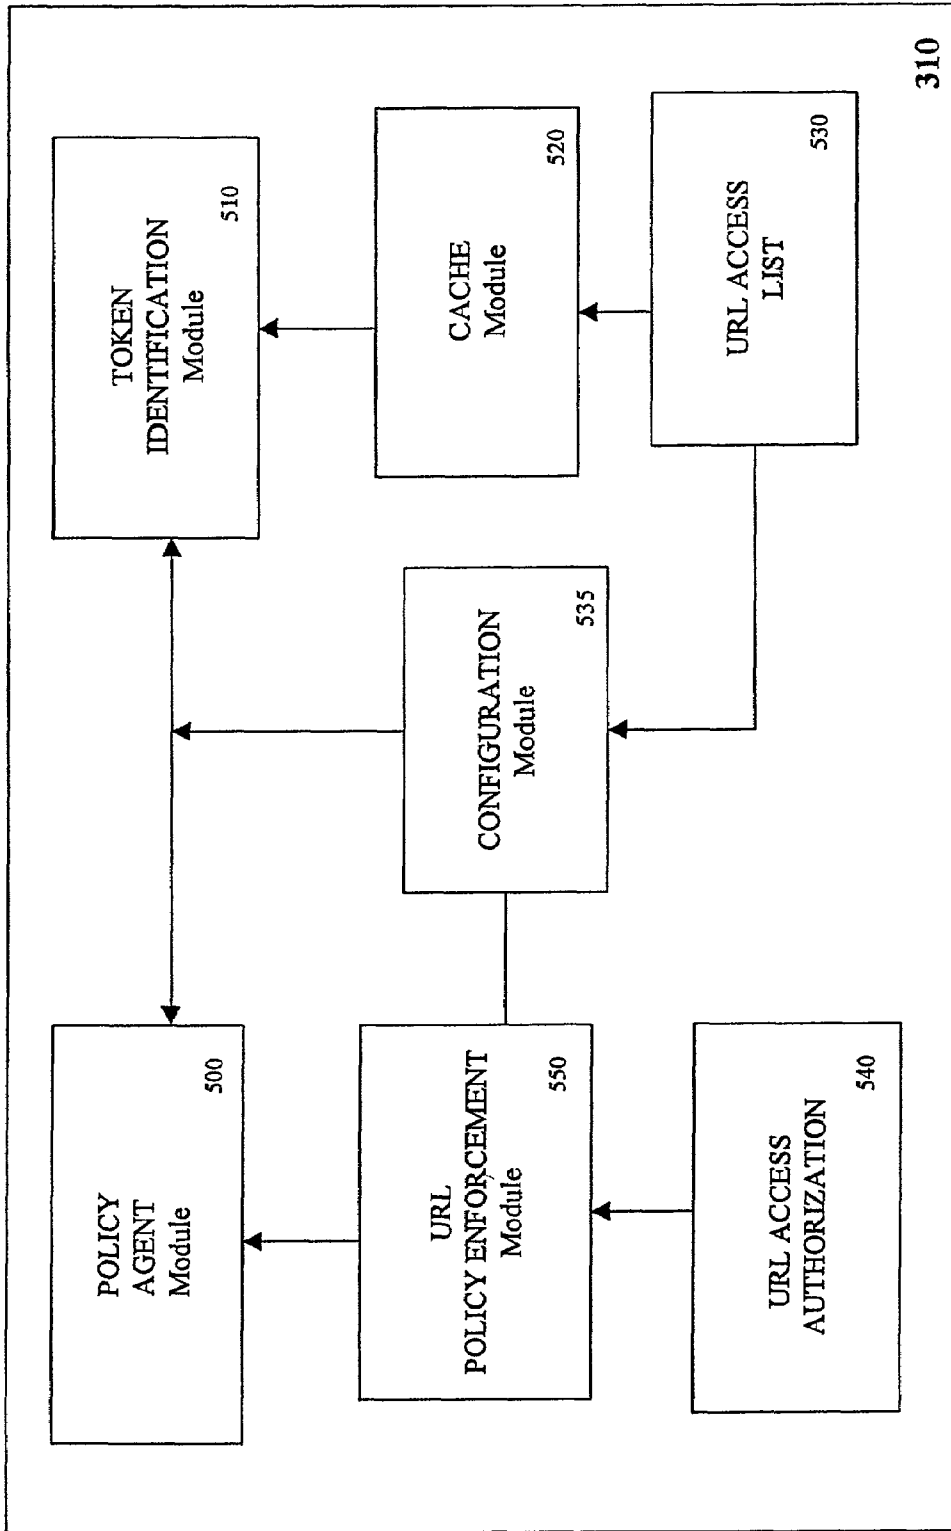 POLICY
AGENT
Module
500
TOKEN
IDENTIFICATION
Module
510
URL
POLICY ENFORCEMENT
Module
550
CONFIGURATION
Module
535
CACHE
Module
520
URL ACCESS
AUTHORIZATION
540
URL ACCESS
LIST
530
310